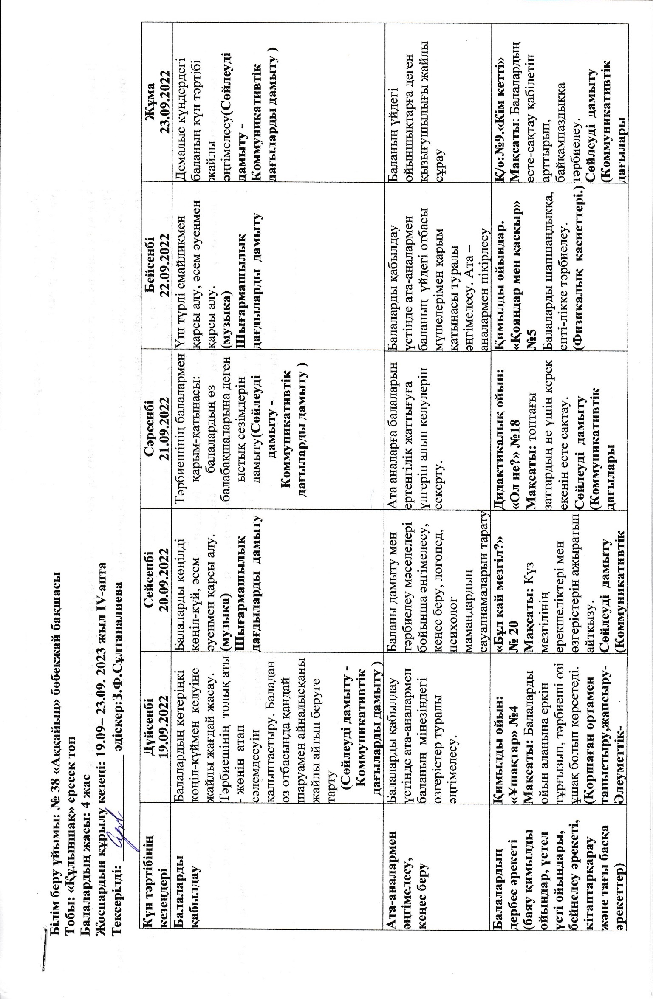 Білім беру ұйымы: № 38 «Аққайың» бөбекжай бақшасы
Тобы: «Құлыншақ» ересек топ
Балалардың жасы: 4 жас
Жоспардың құрылу кезеңі: 19.09– 23.09. 2023 жыл IV-апта
Тексерілді: әдіскер:З.Ф.Сұлтаналиева
Күн тәртібінің
кезеңдері
Дүйсенбі
19.09.2022
Сейсенбі
20.09.2022
Сәрсенбі
21.09.2022
Бейсенбі
22.09.2022
Жұма
23.09.2022
Балаларды
қабылдау
Балалардың көтеріңкі
көңіл-күймен келуіне
жайлы жағдай жасау.
Тәрбиешінің толық аты
- жөнін атап
сәлемдесуін
қалыптастыру. Баладан
өз отбасында қандай
шаруамен айналысқаны
жайлы айтып беруге
тарту
(Сөйлеуді дамыту -
Коммуникативтік
дағыларды дамыту )
Балаларды көңілді
көңіл-күй, әсем
әуенмен қарсы алу.
(музыка)
Шығармашылық
дағдыларды дамыту
Тәрбиешінің балалармен
қарым-қатынасы:
балалардың өз
балабақшаларына деген
ыстық сезімдерін
дамыту(Сөйлеуді
дамыту -
Коммуникативтік
дағыларды дамыту )
Үш түрлі смайликмен
қарсы алу, әсем әуенмен
қарсы алу.
(музыка)
Шығармашылық
дағдыларды дамыту
Демалыс күндердегі
баланың күн тәртібі
жайлы
әңгімелесу(Сөйлеуді
дамыту -
Коммуникативтік
дағыларды дамыту )
Ата-аналармен
әңгімелесу,
кеңес беру
Балаларды қабылдау
үстінде ата-аналармен
баланың мінезіндегі
өзгерістер туралы
әңгімелесу.
Баланы дамыту мен
тәрбиелеу мәселелері
бойынша әңгімелесу,
кеңес беру, логопед,
психолог
мамандардың
сауалнамаларын тарату
Ата аналарға балаларын
ертеңгілік жаттығуға
үлгеріп алып келулерін
ескерту.
Балаларды қабылдау
үстінде ата-аналармен
баланың үйдегі отбасы
мүшелерімен қарым
қатынасы туралы
әңгімелесу. Ата –
аналармен пікірлесу
Баланың үйдегі
ойыншықтарға деген
қызығушылығы жайлы
сұрау
Балалардың
дербес әрекеті
(баяу қимылды
ойындар, үстел
үсті ойындары,
бейнелеу әрекеті,
кітаптарқарау
және тағы басқа
әрекеттер)
Қимылды ойын:
«Ұшақтар» №4
Мақсаты: Балаларды
ойын алаңына еркін
тұрғызып, тәрбиеші өзі
ұшақ болып көрсетеді.
(Қоршаған ортамен
таныстыру,жапсыру-
Әлеуметтік-
«Бұл кай мезгіл?»
№ 20
Мақсаты: Күз
мезгілінің
ерекшеліктері мен
өзгерістерін ажыратып
айтқызу.
Сөйлеуді дамыту
(Коммуникативтік
Дидактикалық ойын:
«Ол не?» №18
Мақсаты: топтағы
заттардың не үшін керек
екенін есте сақтау.
Сөйлеуді дамыту
(Коммуникативтік
дағылары
Қимылды ойындар.
«Қояндар мен қасқыр»
№5
Балаларды шапшаңдыққа,
епті-лікке тәрбиелеу.
(Физикалық қасиеттері.)
Қ/о:№9.«Кім кетті»
Мақсаты: Балалардың
есте-сақтау қабілетін
арттырып,
байқампаздыққа
тәрбиелеу.
Сөйлеуді дамыту
(Коммуникативтік
дағылары